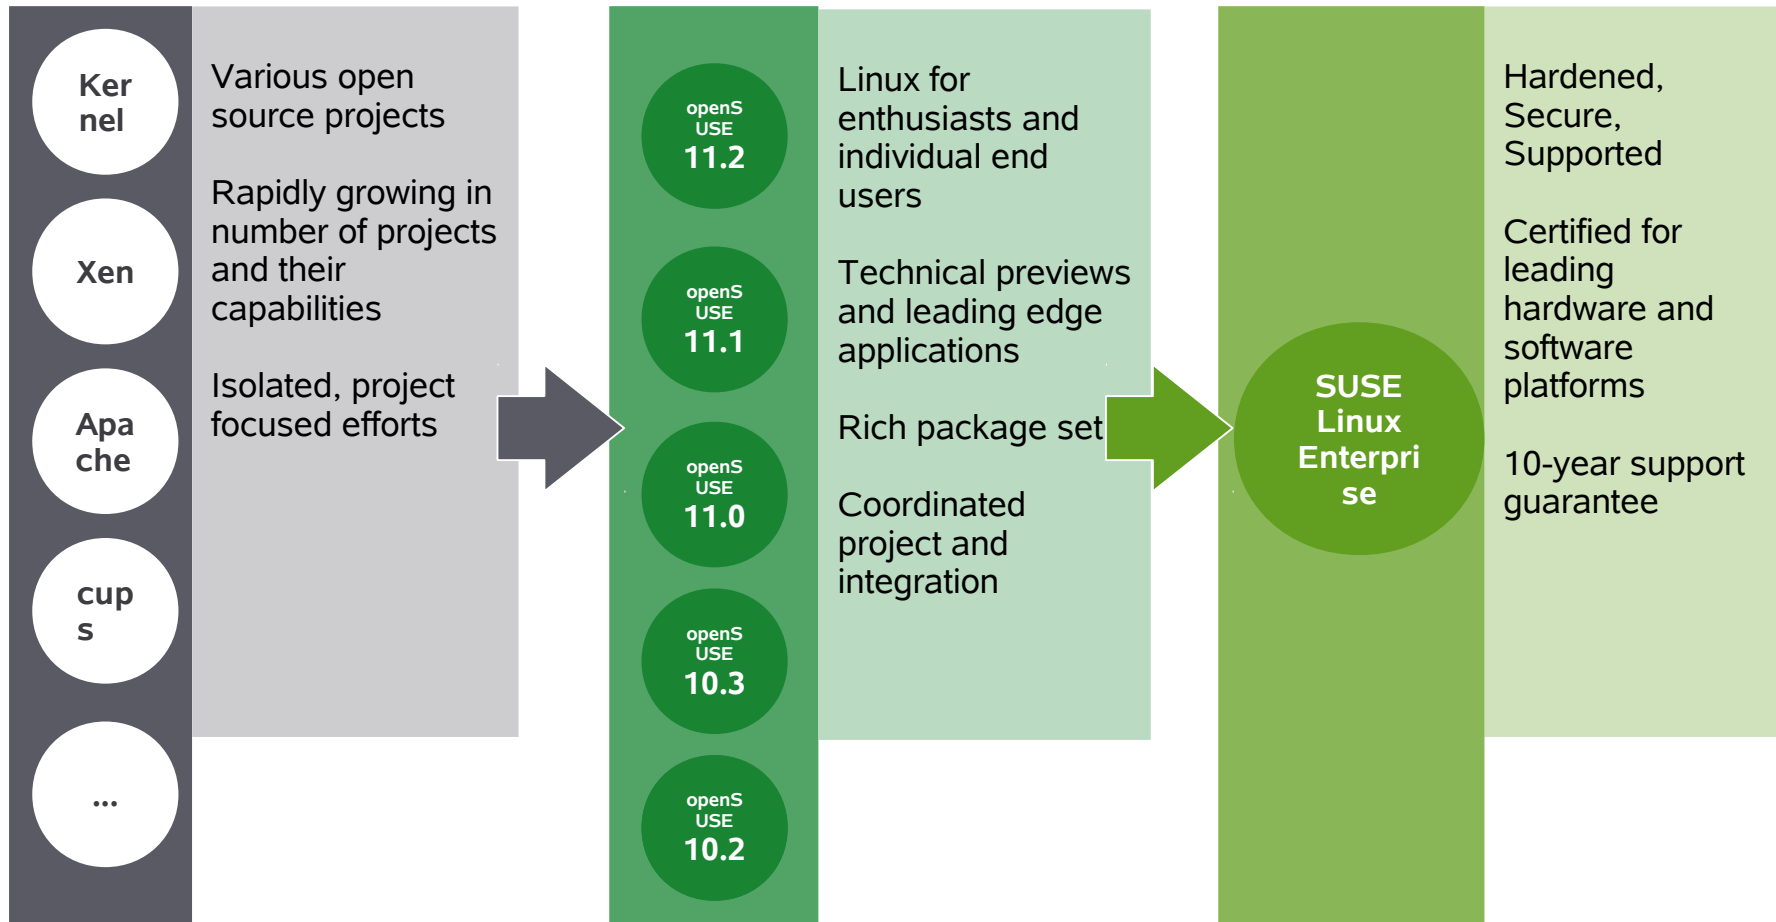 Ker
nel
Xen
Apa
che
cup
s
...
Various open
source projects
Rapidly growing in
number of projects
and their
capabilities
Isolated, project
focused efforts
openS
USE
11.2
openS
USE
11.1
openS
USE
11.0
openS
USE
10.3
openS
USE
10.2
Linux for
enthusiasts and
individual end
users
Technical previews
and leading edge
applications
Rich package set
Coordinated
project and
integration
SUSE
Linux
Enterpri
se
Hardened,
Secure,
Supported
Certified for
leading
hardware and
software
platforms
10-year support
guarantee